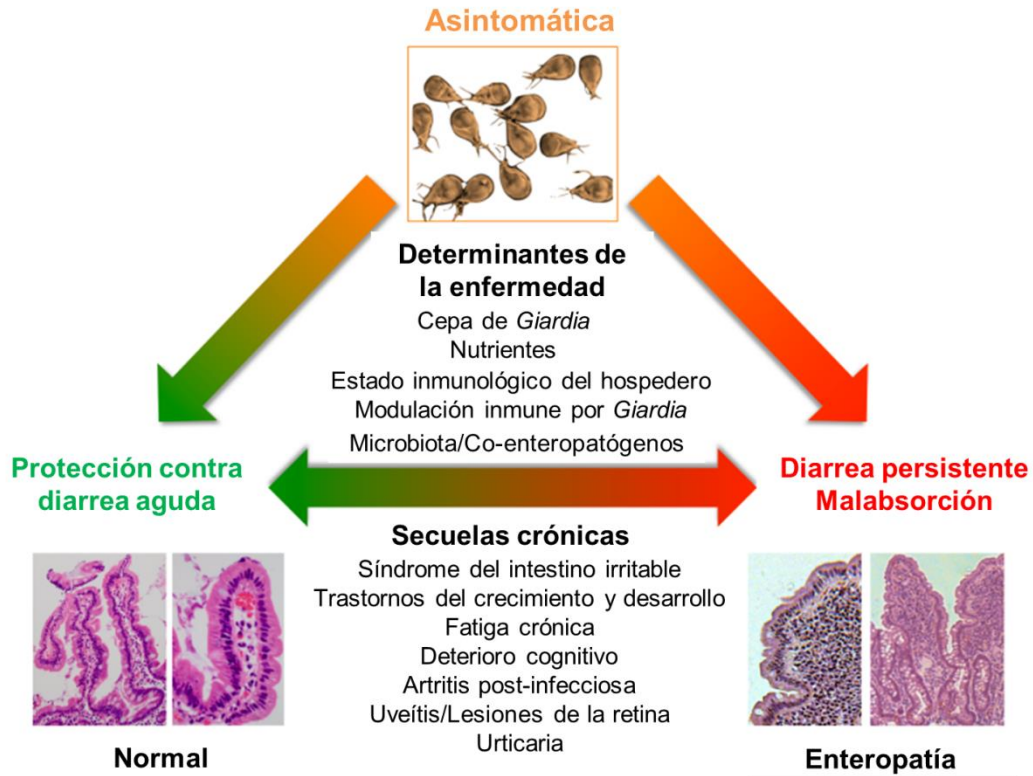 Asintomática
Determinantes de
la enfermedad
Cepa de Giardia
Nutrientes
Estado inmunológico del hospedero
Modulación inmune por Giardia
Microbiota/Co-enteropatógenos
Protección contra
diarrea aguda
Diarrea persistente
Malabsorción
Secuelas crónicas
Síndrome del intestino irritable
Trastornos del crecimiento y desarrollo
Fatiga crónica
Deterioro cognitivo
Artritis post-infecciosa
Uveítis/Lesiones de la retina
Urticaria
Normal
Enteropatía